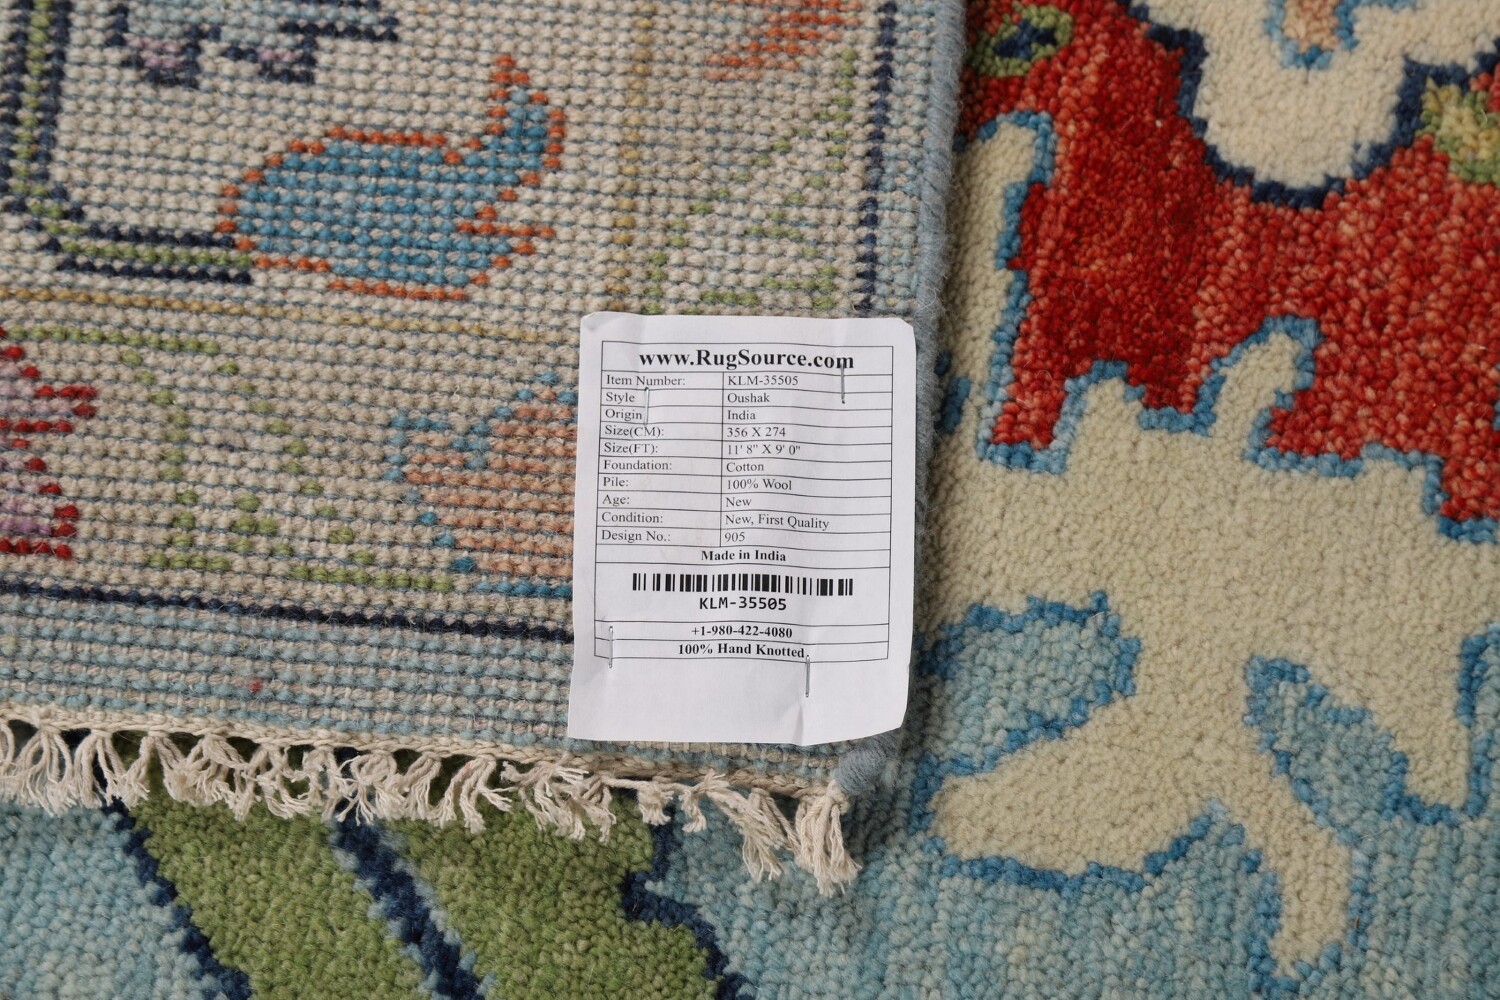 www.RugSource.com
Item Number: KLM-35505
Style Oushak
Origin India
Size(CM): 356 X 274
Size(FT): 11' 8" X 9' 0"
Foundation: Cotton
Pile: 100% Wool
Age: New
Condition: New, First Quality
Design No.: 905
Made in India
KLM-35505
+1-980-422-4080
100% Hand Knotted.